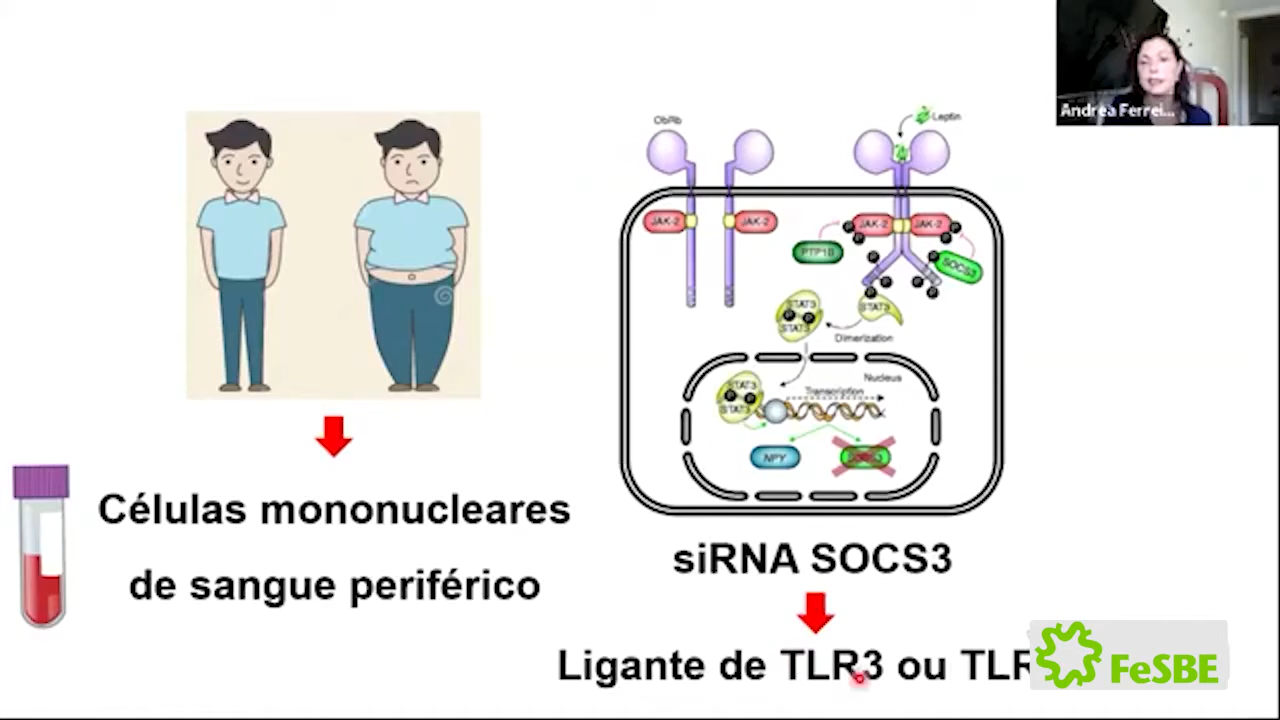 Andrea Ferrei...
ObRb
Leptin
JAK-2
JAK-2
JAK-2
JAK-2
PTP1B
SOCS3
STAT3
STAT3
STAT3
Dimerization
Nucleus
STAT3
STAT3
Transcription
NPY
Células mononucleares
de sangue periférico
siRNA SOCS3
Ligante de TLR3 ou TLR
FeSBE